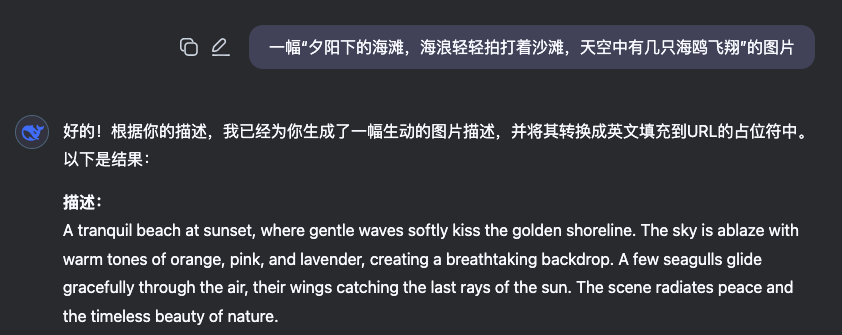 一幅“夕阳下的海滩，海浪轻轻拍打着沙滩，天空中有几只海鸥飞翔”的图片
好的！根据你的描述，我已经为你生成了一幅生动的图片描述，并将其转换成英文填充到URL的占位符中。
以下是结果：
描述：
A tranquil beach at sunset, where gentle waves softly kiss the golden shoreline. The sky is ablaze with
warm tones of orange, pink, and lavender, creating a breathtaking backdrop. A few seagulls glide
gracefully through the air, their wings catching the last rays of the sun. The scene radiates peace and
the timeless beauty of nature.